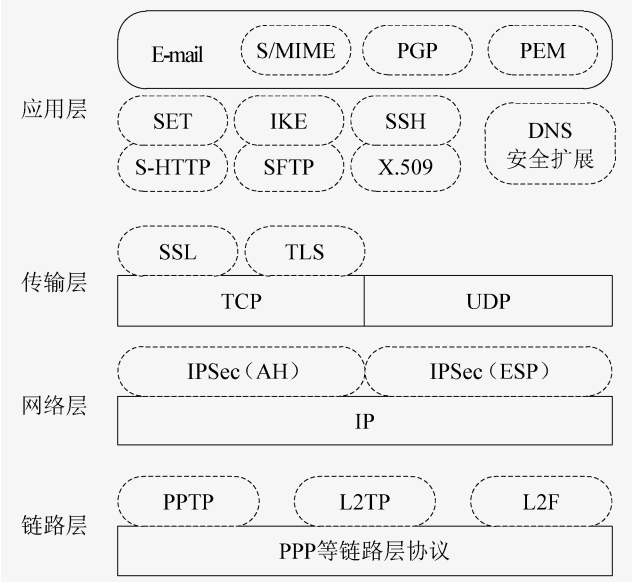 E-mail S/MIME PGP PEM
应用层
SET IKE SSH
DNS
安全扩展
S-HTTP SFTP X.509
SSL TLS
传输层
TCP UDP
IPSec（AH） IPSec（ESP）
网络层
IP
PPTP L2TP L2F
链路层
PPP等链路层协议